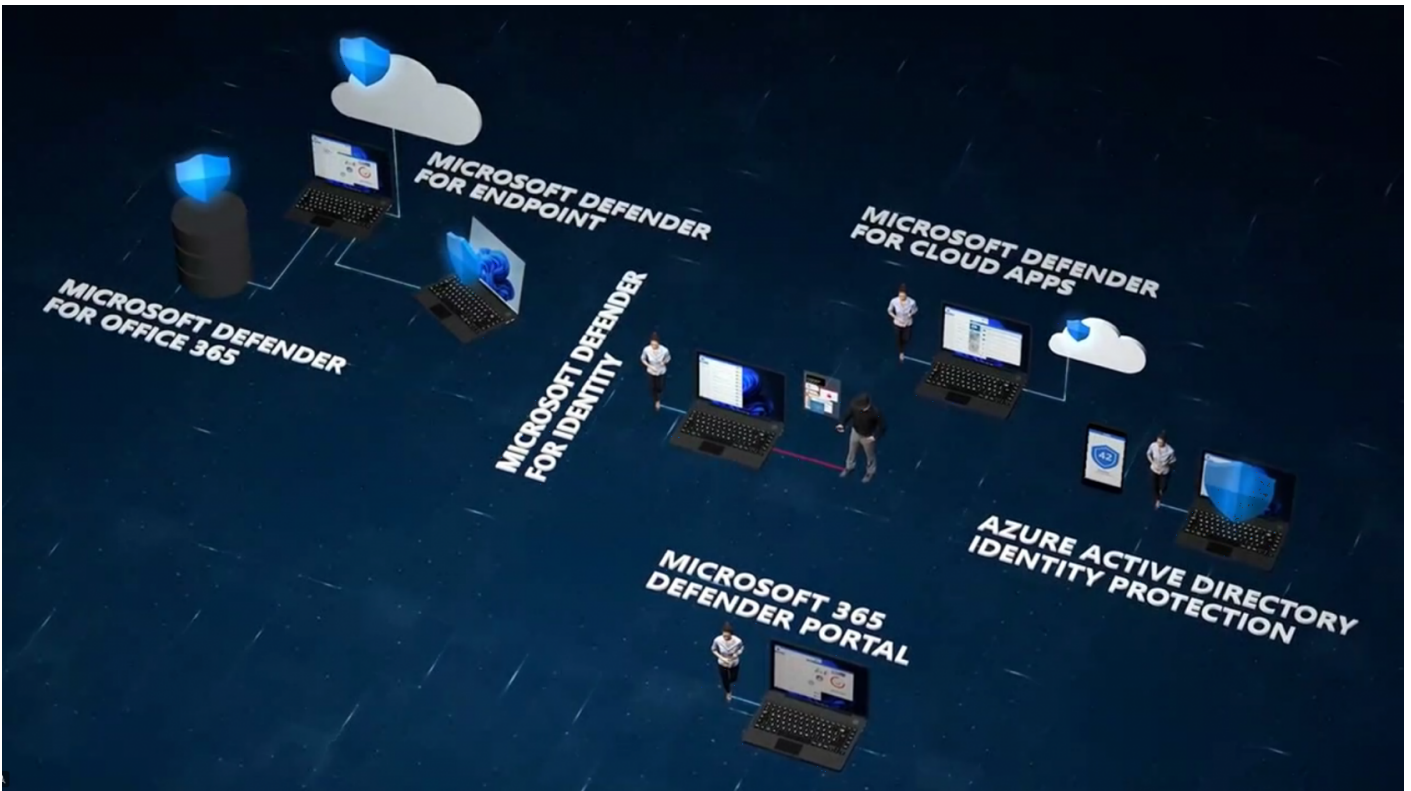 MICROSOFT DEFENDER
FOR ENDPOINT
MICROSOFT DEFENDER
FOR OFFICE 365
MICROSOFT DEFENDER
FOR IDENTITY
MICROSOFT DEFENDER
FOR CLOUD APPS
42
AZURE ACTIVE DIRECTORY
IDENTITY PROTECTION
MICROSOFT 365
DEFENDER PORTAL